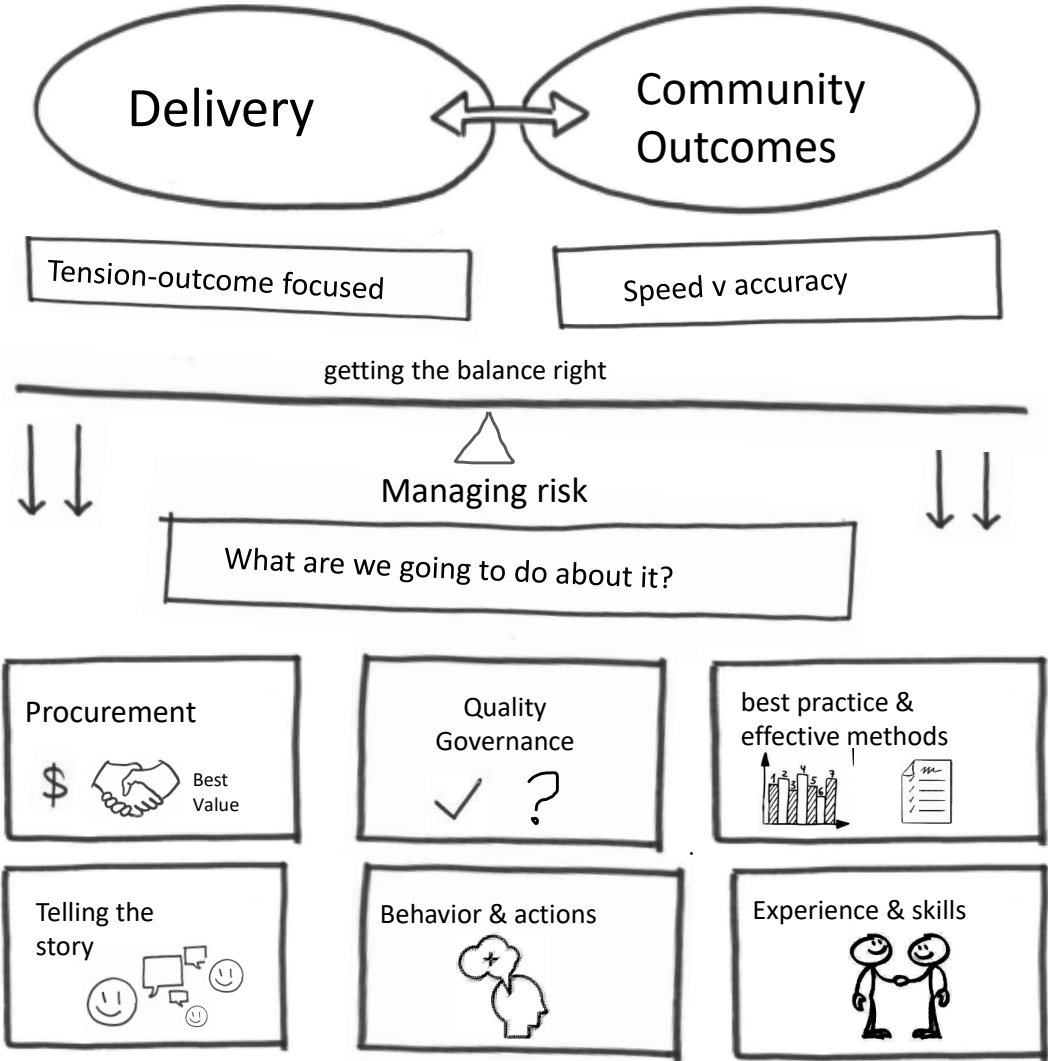 Delivery
Community
Outcomes
Tension-outcome focused
Speed v accuracy
getting the balance right
Managing risk
What are we going to do about it?
Procurement
$
Best
Value
Quality
Governance
?
best practice &
effective methods
1 2 3 4 5 6 7
Telling the
story
Behavior & actions
+
Experience & skills